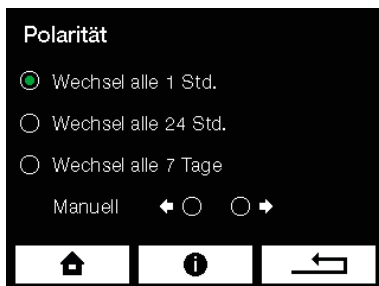 Polarität
Wechsel alle 1 Std.
Wechsel alle 24 Std.
Wechsel alle 7 Tage
Manuell